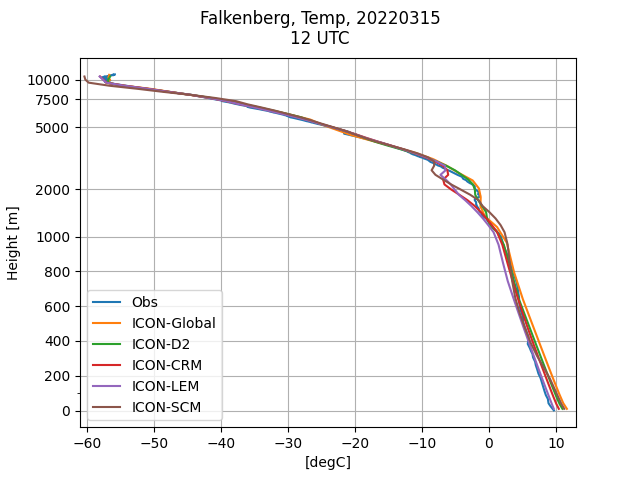 Falkenberg, Temp, 20220315
12 UTC
10000
7500
5000
2000
1000
800
600
400
200
0
Height [m]
Obs
ICON-Global
ICON-D2
ICON-CRM
ICON-LEM
ICON-SCM
−60 −50 −40 −30 −20 −10 0 10
[degC]